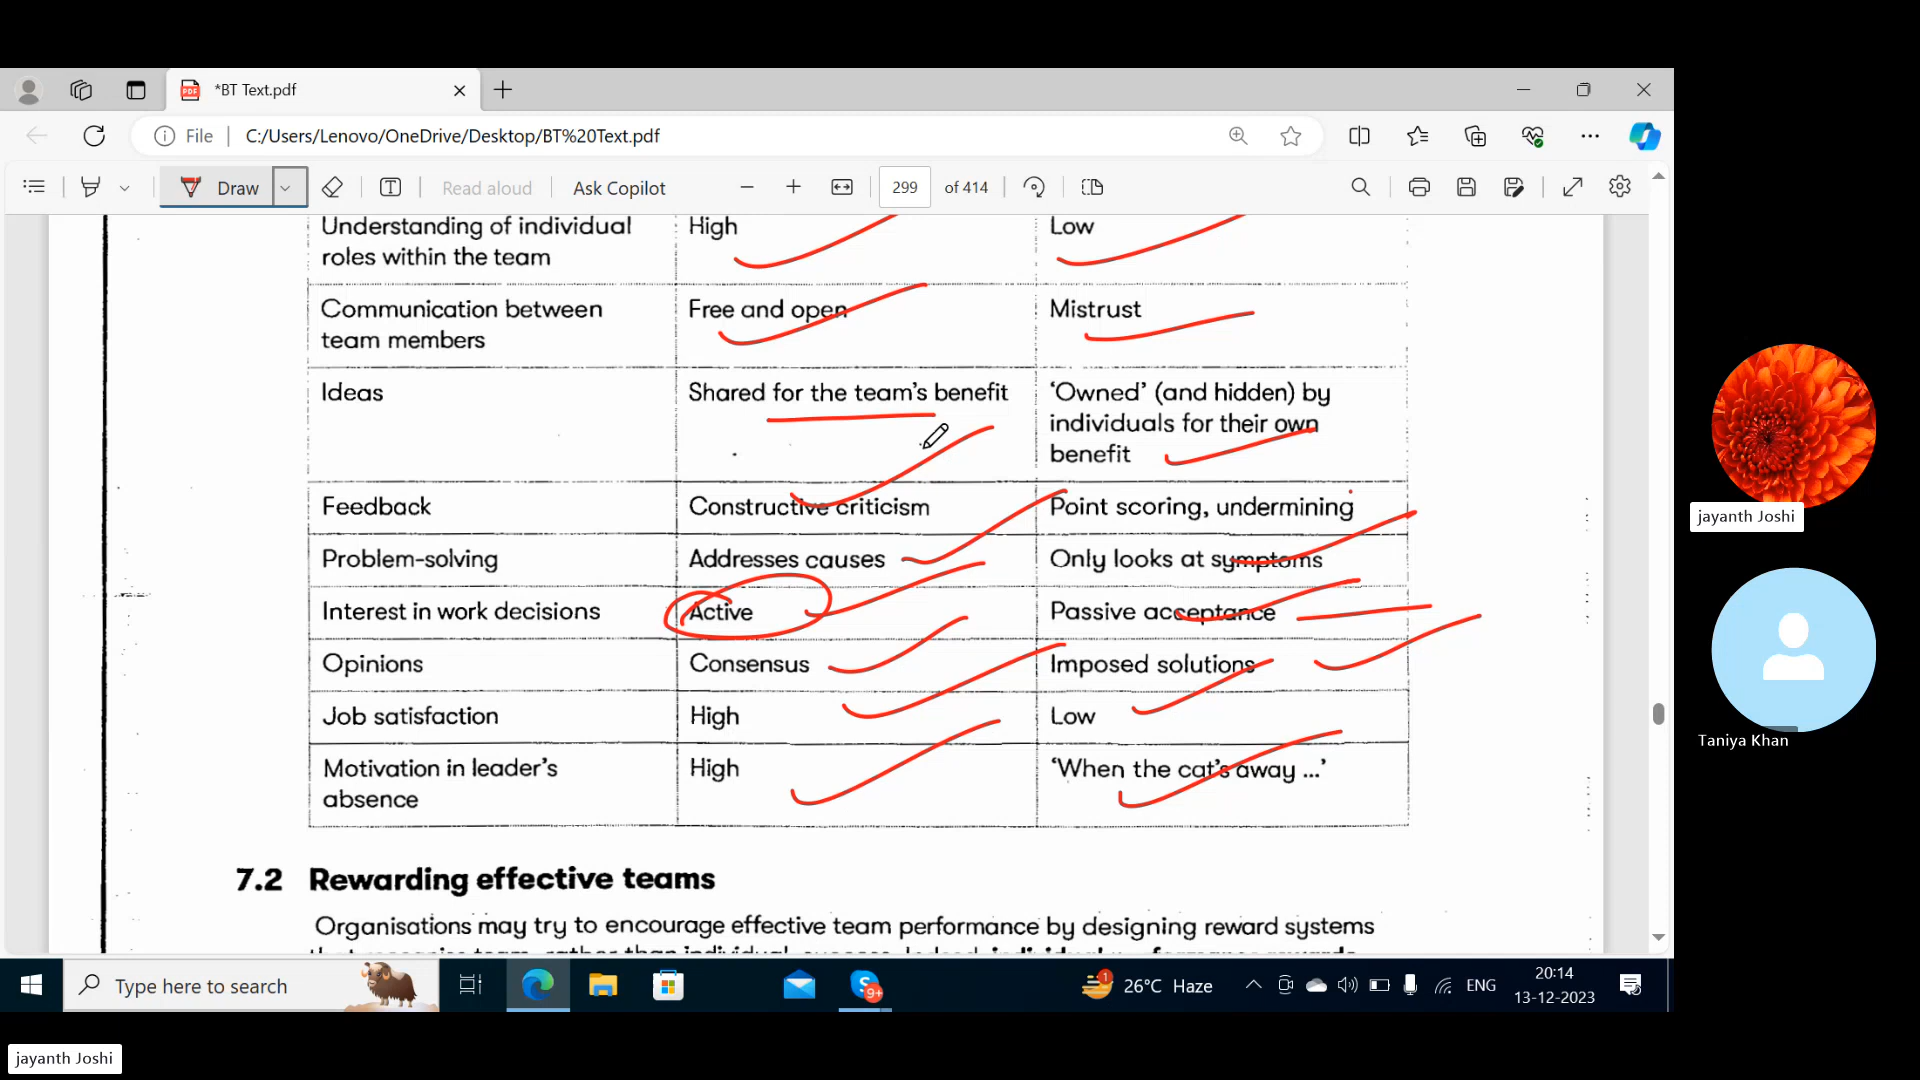 *BT Text.pdf
File
C:/Users/Lenovo/OneDrive/Desktop/BT%20Text.pdf
Draw
Read aloud
Ask Copilot
299
of 414
Understanding of individual roles within the team
High
Low
Communication between team members
Free and open
Mistrust
Ideas
Shared for the team's benefit
'Owned' (and hidden) by individuals for their own benefit
Feedback
Constructive criticism
Point scoring, undermining
Problem-solving
Addresses causes
Only looks at symptoms
Interest in work decisions
Active
Passive acceptance
Opinions
Consensus
Imposed solutions
Job satisfaction
High
Low
Motivation in leader's absence
High
'When the cat's away ...'
7.2 Rewarding effective teams
Organisations may try to encourage effective team performance by designing reward systems
Type here to search
9+
1
26°C Haze
ENG
20:14
13-12-2023
jayanth Joshi
Taniya Khan
jayanth Joshi